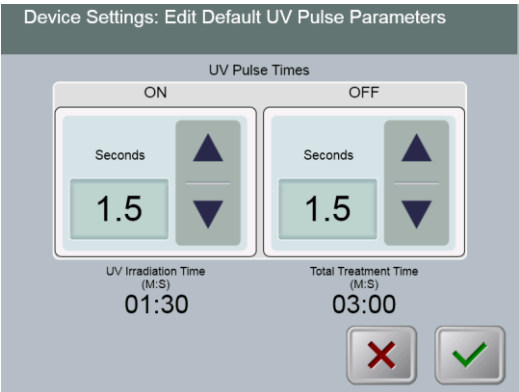 Device Settings: Edit Default UV Pulse Parameters
UV Pulse Times
ON
OFF
Seconds
1.5
Seconds
1.5
UV Irradiation Time
(M:S)
01:30
Total Treatment Time
(M:S)
03:00